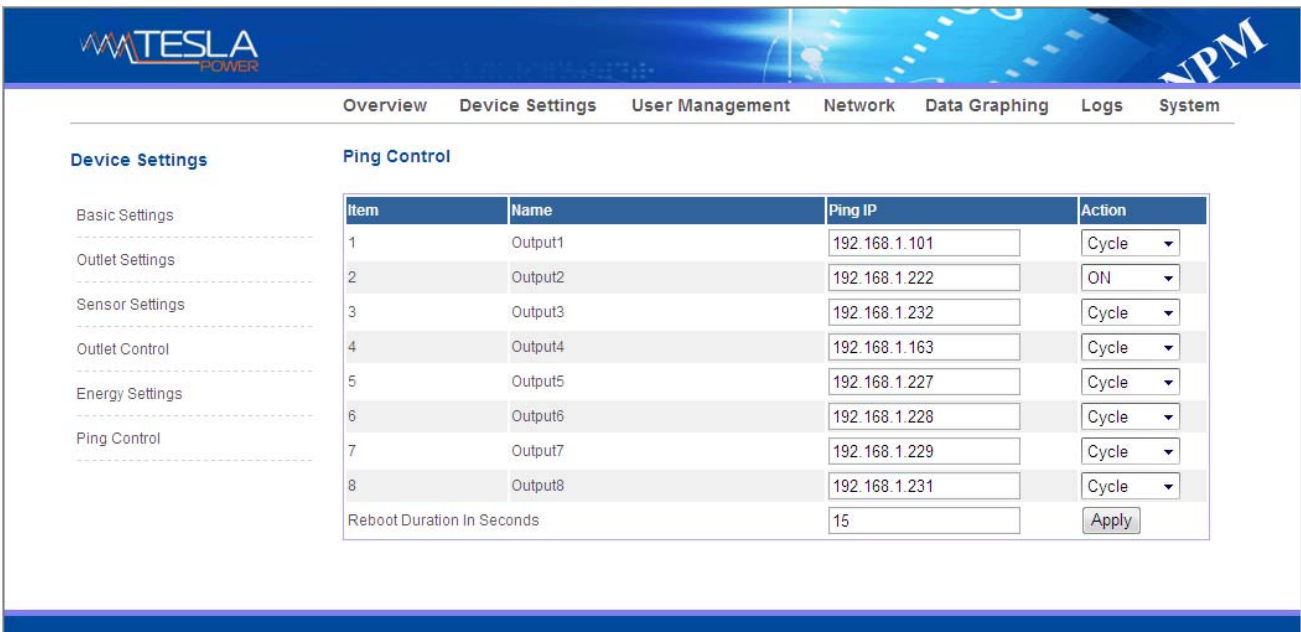 TESLA
POWER
NPM
Overview Device Settings User Management Network Data Graphing Logs System
Device Settings
Basic Settings
Outlet Settings
Sensor Settings
Outlet Control
Energy Settings
Ping Control
Ping Control
Item Name Ping IP Action
1 Output1 192.168.1.101 Cycle
2 Output2 192.168.1.222 ON
3 Output3 192.168.1.232 Cycle
4 Output4 192.168.1.163 Cycle
5 Output5 192.168.1.227 Cycle
6 Output6 192.168.1.228 Cycle
7 Output7 192.168.1.229 Cycle
8 Output8 192.168.1.231 Cycle
Reboot Duration In Seconds 15 Apply